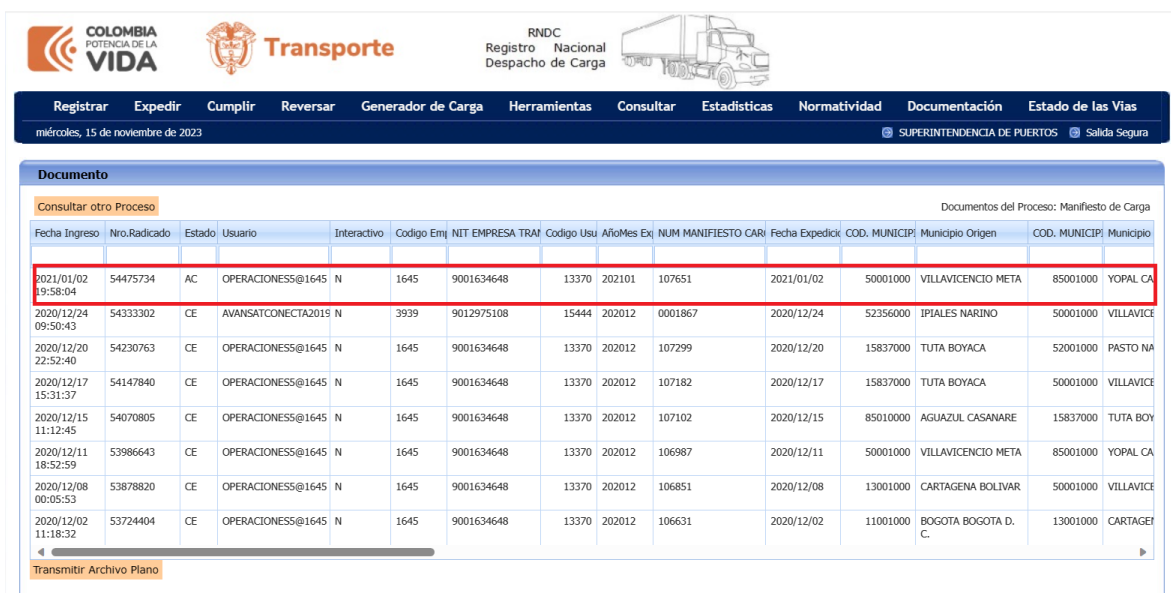 COLOMBIA
POTENCIA DE LA
VIDA
Transporte
RNDC
Registro Nacional
Despacho de Carga
Registrar Expedir Cumplir Reversar Generador de Carga Herramientas Consultar Estadisticas Normatividad Documentación Estado de las Vias
miércoles, 15 de noviembre de 2023 SUPERINTENDENCIA DE PUERTOS Salida Segura
Documento
Consultar otro Proceso Documentos del Proceso: Manifiesto de Carga
Fecha Ingreso Nro.Radicado Estado Usuario Interactivo Codigo Emp NIT EMPRESA TRAN Codigo Usu AñoMes Ex NUM MANIFIESTO CAR Fecha Expedicio COD. MUNICIPI Municipio Origen COD. MUNICIPI Municipio
2021/01/02 54475734 AC OPERACIONES5@1645 N 1645 9001634648 13370 202101 107651 2021/01/02 50001000 VILLAVICENCIO META 85001000 YOPAL CA
19:58:04
2020/12/24 54333302 CE AVANSATCONECTA2019 N 3939 9012975108 15444 202012 0001867 2020/12/24 52356000 IPIALES NARINO 50001000 VILLAVICE
09:50:43
2020/12/20 54230763 CE OPERACIONES5@1645 N 1645 9001634648 13370 202012 107299 2020/12/20 15837000 TUTA BOYACA 52001000 PASTO NA
22:52:40
2020/12/17 54147840 CE OPERACIONES5@1645 N 1645 9001634648 13370 202012 107182 2020/12/17 15837000 TUTA BOYACA 50001000 VILLAVICE
15:31:37
2020/12/15 54070805 CE OPERACIONES5@1645 N 1645 9001634648 13370 202012 107102 2020/12/15 85010000 AGUAZUL CASANARE 15837000 TUTA BOY
11:12:45
2020/12/11 53986643 CE OPERACIONES5@1645 N 1645 9001634648 13370 202012 106987 2020/12/11 50001000 VILLAVICENCIO META 85001000 YOPAL CA
18:52:59
2020/12/08 53878820 CE OPERACIONES5@1645 N 1645 9001634648 13370 202012 106851 2020/12/08 13001000 CARTAGENA BOLIVAR 50001000 VILLAVICE
00:05:53
2020/12/02 53724404 CE OPERACIONES5@1645 N 1645 9001634648 13370 202012 106631 2020/12/02 11001000 BOGOTA BOGOTA D. 13001000 CARTAGEN
11:18:32 C.
Transmitir Archivo Plano